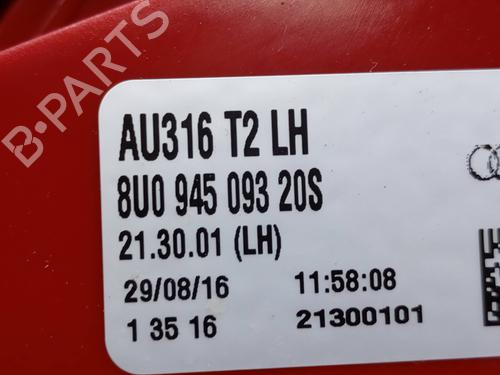 B-PARTS
AU316 T2 LH
8U0 945 093 20S
21.30.01 (LH)
29/08/16 11:58:08
1 35 16 21300101